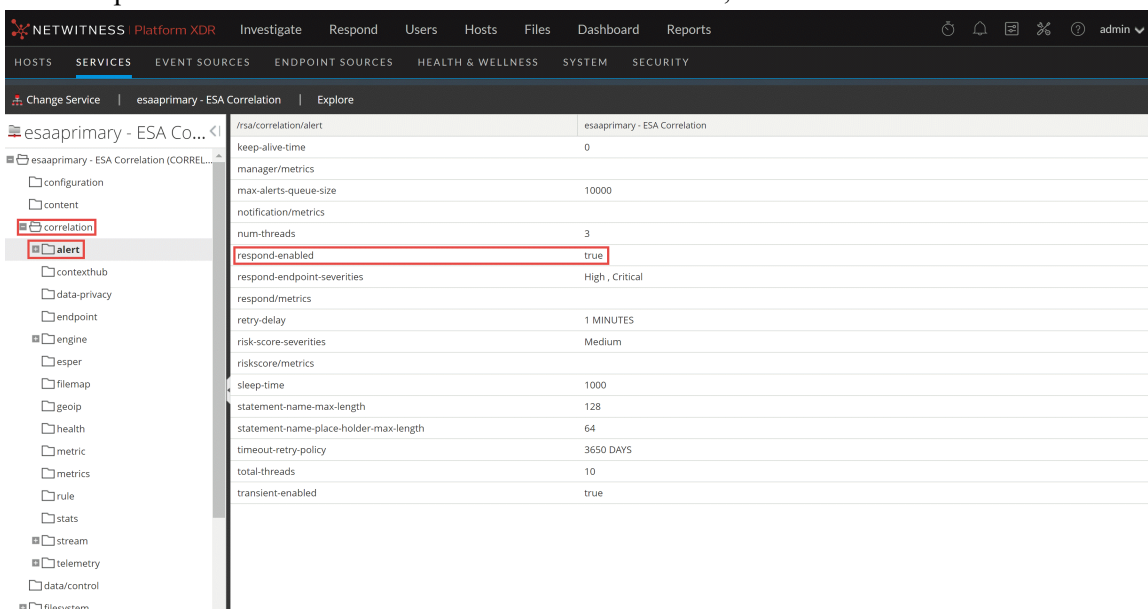 NETWITNESS Platform XDR Investigate Respond Users Hosts Files Dashboard Reports admin
HOSTS SERVICES EVENT SOURCES ENDPOINT SOURCES HEALTH & WELLNESS SYSTEM SECURITY
Change Service | esaaprimary - ESA Correlation | Explore
esaaprimary - ESA Co...
esaaprimary - ESA Correlation (CORREL...
configuration
content
correlation
alert
contexthub
data-privacy
endpoint
engine
esper
filemap
geoip
health
metric
metrics
rule
stats
stream
telemetry
data/control
filesystem
/rsa/correlation/alert esaaprimary - ESA Correlation
keep-alive-time 0
manager/metrics
max-alerts-queue-size 10000
notification/metrics
num-threads 3
respond-enabled true
respond-endpoint-severities High , Critical
respond/metrics
retry-delay 1 MINUTES
risk-score-severities Medium
riskscore/metrics
sleep-time 1000
statement-name-max-length 128
statement-name-place-holder-max-length 64
timeout-retry-policy 3650 DAYS
total-threads 10
transient-enabled true